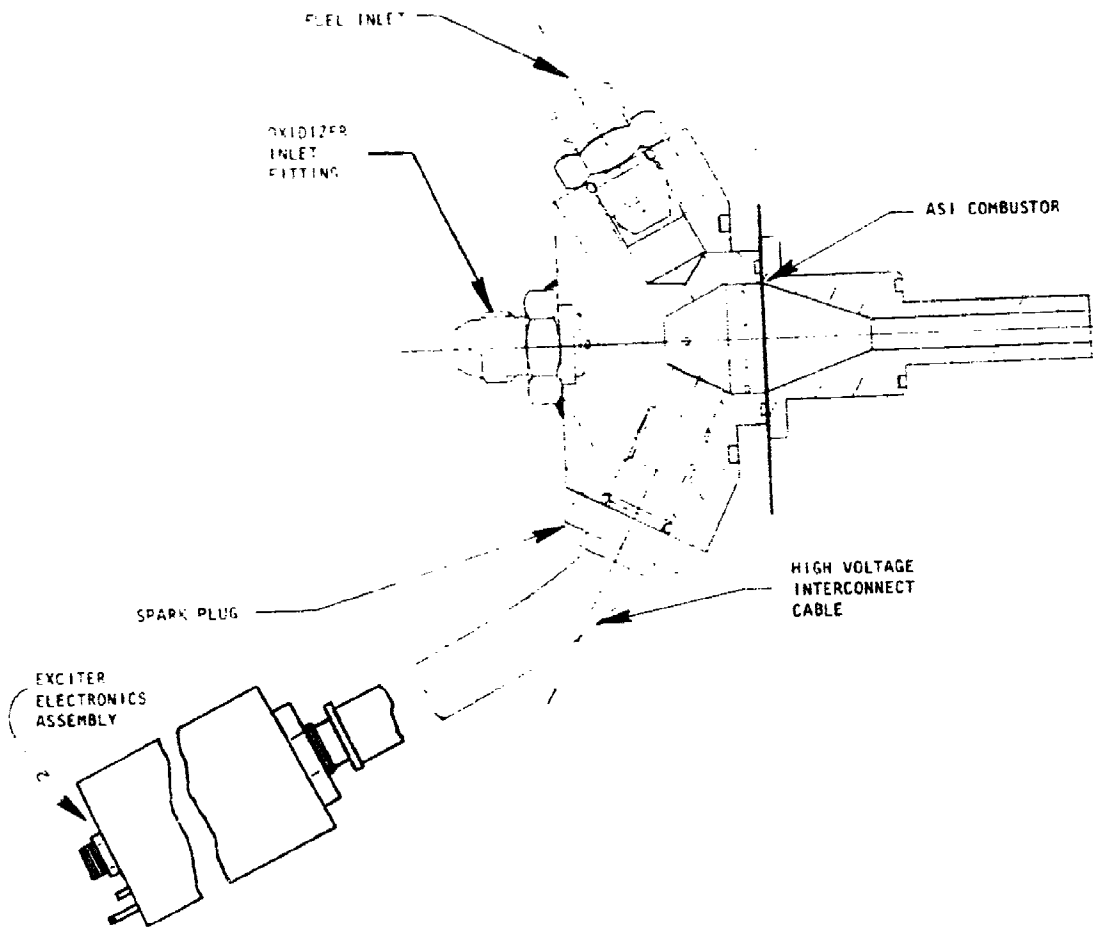 FUEL INLET
OXIDIZER
INLET
FITTING
ASI COMBUSTOR
HIGH VOLTAGE
INTERCONNECT
CABLE
SPARK PLUG
EXCITER
ELECTRONICS
ASSEMBLY